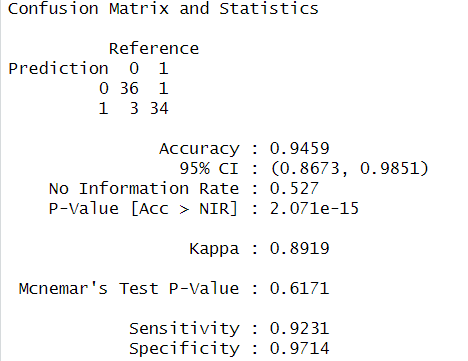 Confusion Matrix and Statistics
Reference
Prediction 0 1
0 36 1
1 3 34
Accuracy : 0.9459
95% CI : (0.8673, 0.9851)
No Information Rate : 0.527
P-Value [Acc > NIR] : 2.071e-15
Kappa : 0.8919
Mcnemar's Test P-Value : 0.6171
Sensitivity : 0.9231
Specificity : 0.9714